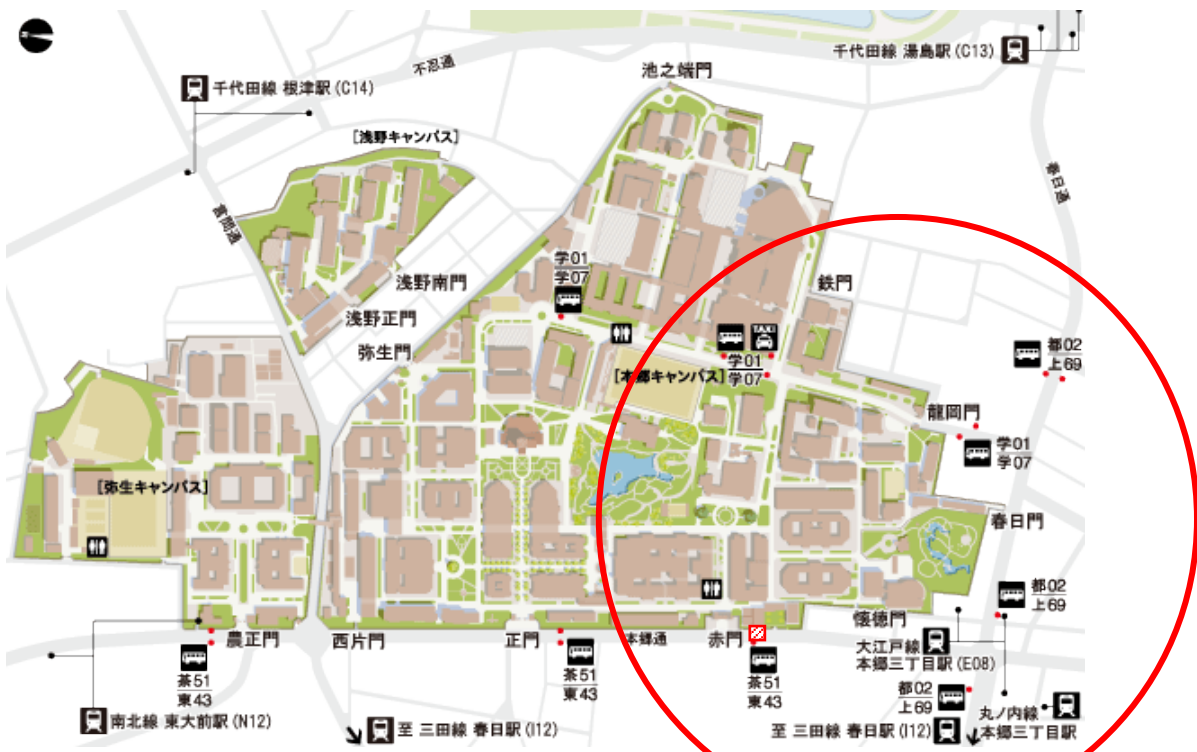 千代田線 湯島駅 (C13)
不忍通
池之端門
千代田線 根津駅 (C14)
[浅野キャンパス]
春日通
言問通
学01
学07
浅野南門
鉄門
浅野正門
TAXI
弥生門
学01
学07
[本郷キャンパス]
都02
上69
龍岡門
学01
学07
[弥生キャンパス]
春日門
都02
上69
懐徳門
農正門
西片門
正門
本郷通
赤門
大江戸線
本郷三丁目駅(E08)
茶51
東43
茶51
東43
茶51
東43
都02
上69
南北線 東大前駅 (N12)
至 三田線 春日駅 (I12)
至 三田線 春日駅 (I12)
丸ノ内線
本郷三丁目駅